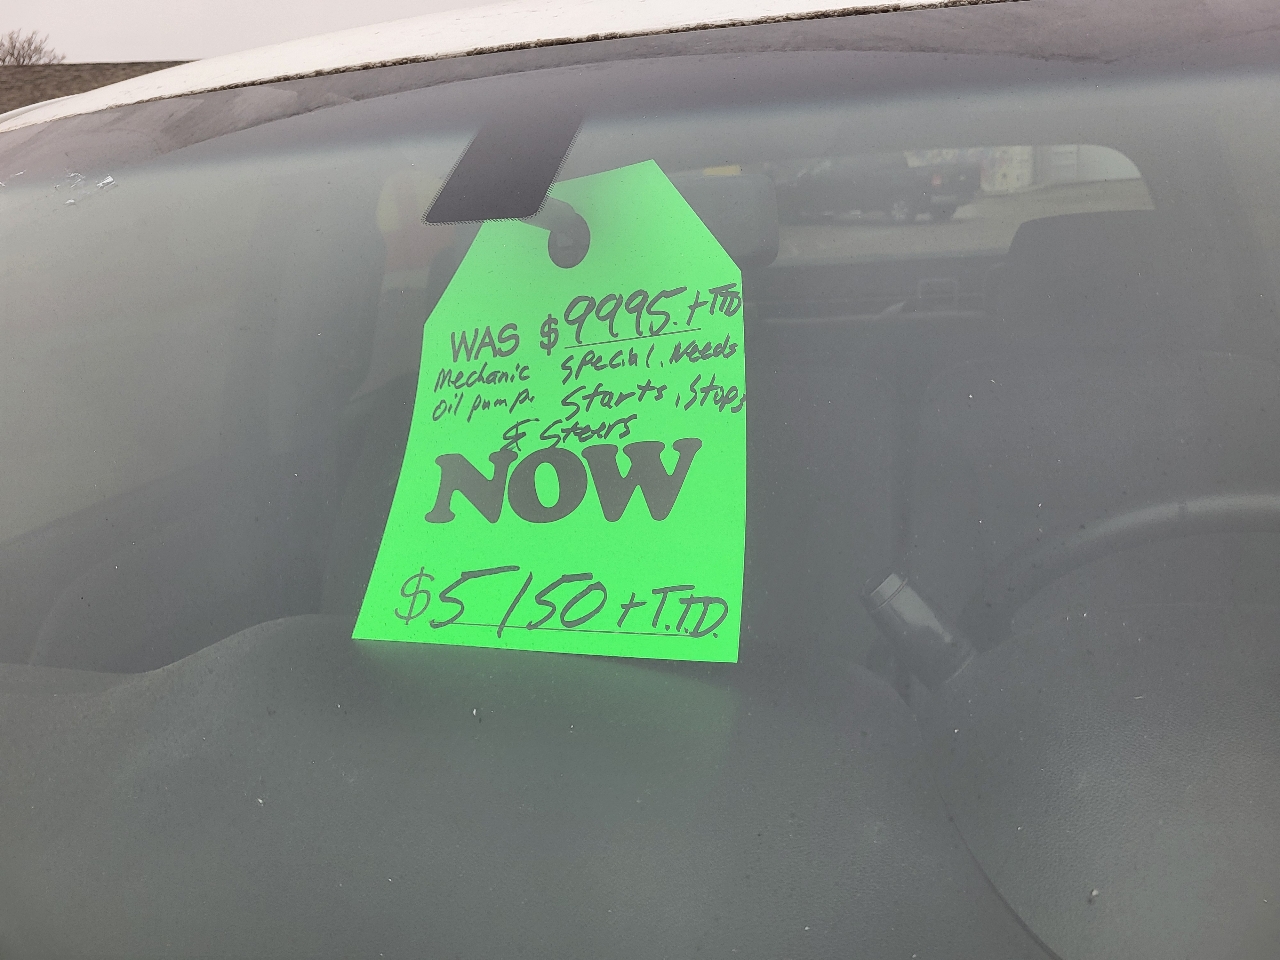 WAS $9995.+TTD
Mechanic Special. Needs
Oil pump. Starts, Stops
& Steers
NOW
$5150+T.T.D.